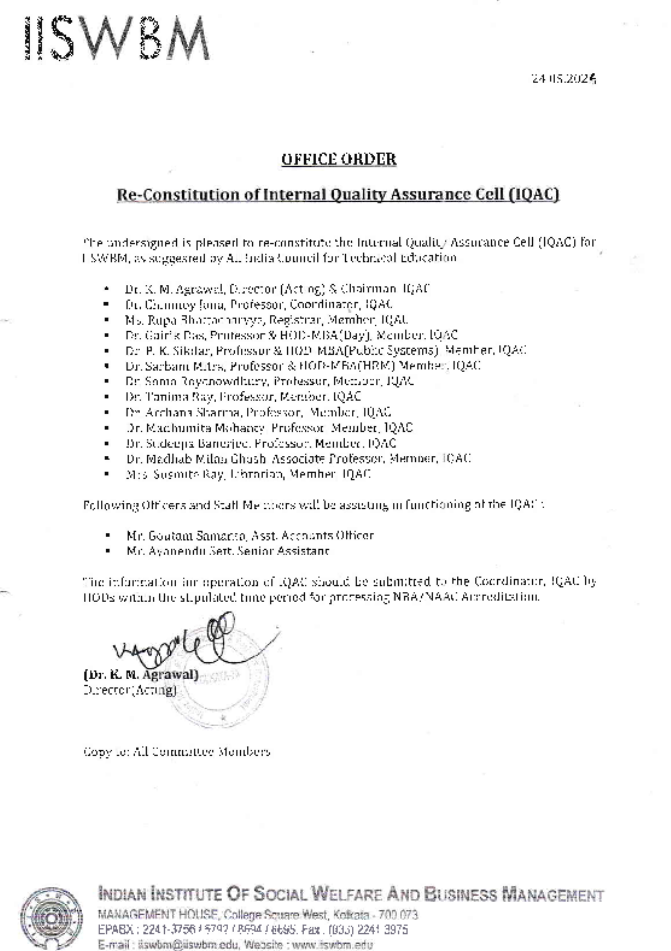 IISWBM
24.05.202
OFFICE ORDER
Re-Constitution of Internal Quality Assurance Cell (IQAC)
The undersigned is pleased to re-constitute the Internal Quality Assurance Cell (IQAC) for
IISWBM, as suggested by All India Council for Technical Education
▪ Dr. K. M. Agrawal, Director (Acting) & Chairman, IQAC
▪ Dr. Chinmoy Jana, Professor, Coordinator, IQAC
▪ Ms. Rupa Bhattacharyya, Registrar, Member, IQAC
▪ Dr. Gairik Das, Professor & HOD-MBA(Day), Member, IQAC
▪ Dr. P. K. Sikdar, Professor & HOD-MBA(Public Systems), Member, IQAC
▪ Dr. Sarbani Mitra, Professor & HOD-MBA(HRM) Member, IQAC
▪ Dr. Soma Roychowdhury, Professor, Member, IQAC
▪ Dr. Tanima Ray, Professor, Member, IQAC
▪ Dr. Archana Sharma, Professor, Member, IQAC
▪ Dr. Madhumita Mohanty, Professor, Member, IQAC
▪ Dr. Sudeepa Banerjee, Professor, Member, IQAC
▪ Dr. Madhab Milan Ghosh, Associate Professor, Member, IQAC
▪ Mrs. Susmita Ray, Librarian, Member, IQAC
Following Officers and Staff Members will be assisting in functioning of the IQAC :
▪ Mr. Goutam Samanta, Asst. Accounts Officer
▪ Mr. Ayanendu Sett, Senior Assistant
The information for operation of IQAC should be submitted to the Coordinator, IQAC by
HODs within the stipulated time period for processing NBA/NAAC Accreditation.
(Dr. K. M. Agrawal)
Director(Acting)
Copy to: All Committee Members
INDIAN INSTITUTE OF SOCIAL WELFARE AND BUSINESS MANAGEMENT
MANAGEMENT HOUSE, College Square West, Kolkata - 700 073
EPABX : 2241-3756 / 5792 / 8694 / 8695, Fax : (033) 2241 3975
E-mail : iiswbm@iiswbm.edu, Website : www.iiswbm.edu